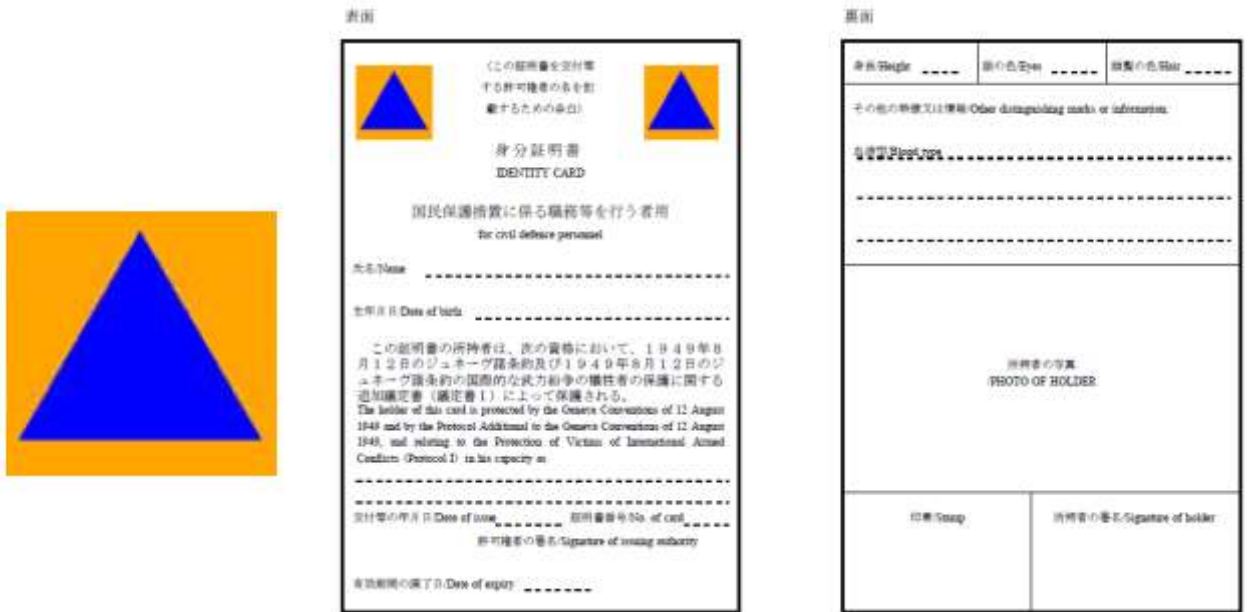 表面
(この証明書を交付等
する許可権者の名を記
載するための余白)
身分証明書
IDENTITY CARD
国民保護措置に係る職務等を行う者用
for civil defence personnel
氏名/Name
生年月日/Date of birth
この証明書の所持者は、次の資格において、1949年8
月12日のジュネーヴ諸条約及び1949年8月12日のジ
ュネーヴ諸条約の国際的な武力紛争の犠牲者の保護に関する
追加議定書(議定書I)によって保護される。
The holder of this card is protected by the Geneva Conventions of 12 August
1949 and by the Protocol Additional to the Geneva Conventions of 12 August
1949, and relating to the Protection of Victims of International Armed
Conflicts (Protocol I) in his capacity as
交付等の年月日/Date of issue 証明書番号/No. of card
許可権者の署名/Signature of issuing authority
有効期間の満了日/Date of expiry
裏面
身長/Height 眼の色/Eyes 頭髪の色/Hair
その他の特徴又は情報/Other distinguishing marks or information:
血液型/Blood type
所持者の写真
PHOTO OF HOLDER
印章/Stamp 所持者の署名/Signature of holder